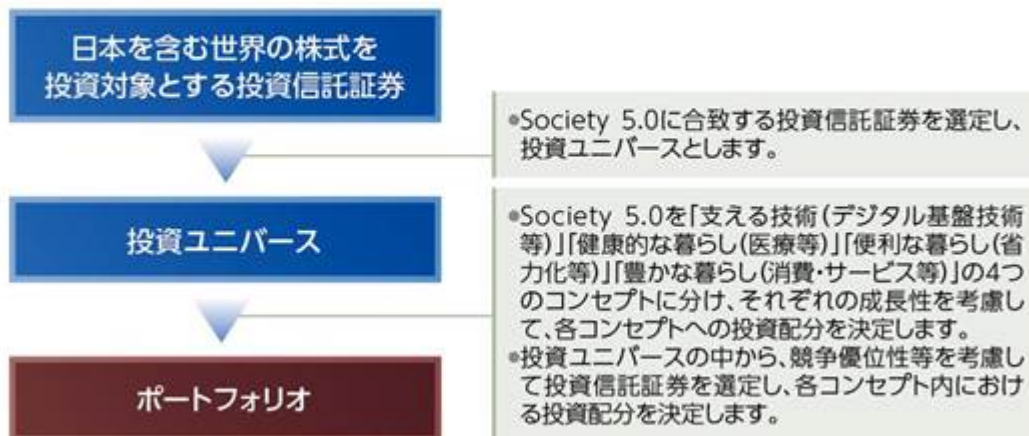 日本を含む世界の株式を
投資対象とする投資信託証券
●Society 5.0に合致する投資信託証券を選定し、
投資ユニバースとします。
投資ユニバース
●Society 5.0を「支える技術(デジタル基盤技術
等)」「健康的な暮らし(医療等)」「便利な暮らし(省
力化等)」「豊かな暮らし(消費・サービス等)」の4つ
のコンセプトに分け、それぞれの成長性を考慮し
て、各コンセプトへの投資配分を決定します。
●投資ユニバースの中から、競争優位性等を考慮し
て投資信託証券を選定し、各コンセプト内におけ
る投資配分を決定します。
ポートフォリオ